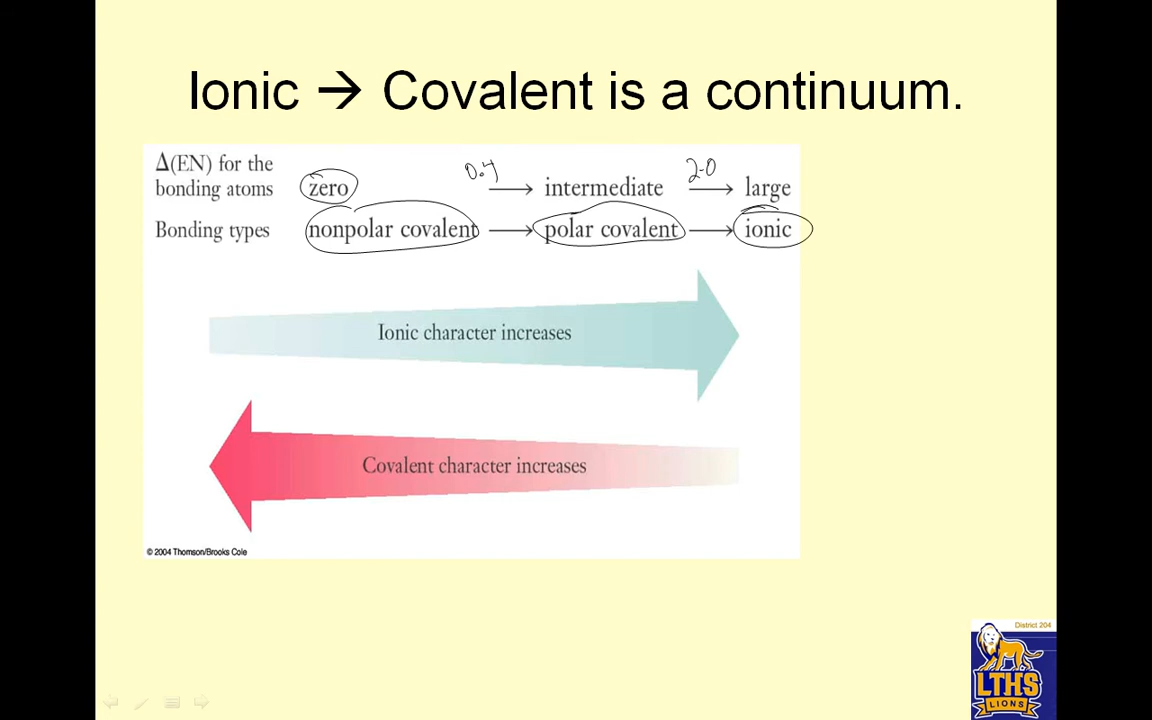 Ionic → Covalent is a continuum.
Δ(EN) for the
bonding atoms zero 0.4 → intermediate 2.0 → large
Bonding types nonpolar covalent → polar covalent → ionic
Ionic character increases
Covalent character increases
© 2004 Thomson/Brooks Cole
District 204
LTHS
LIONS